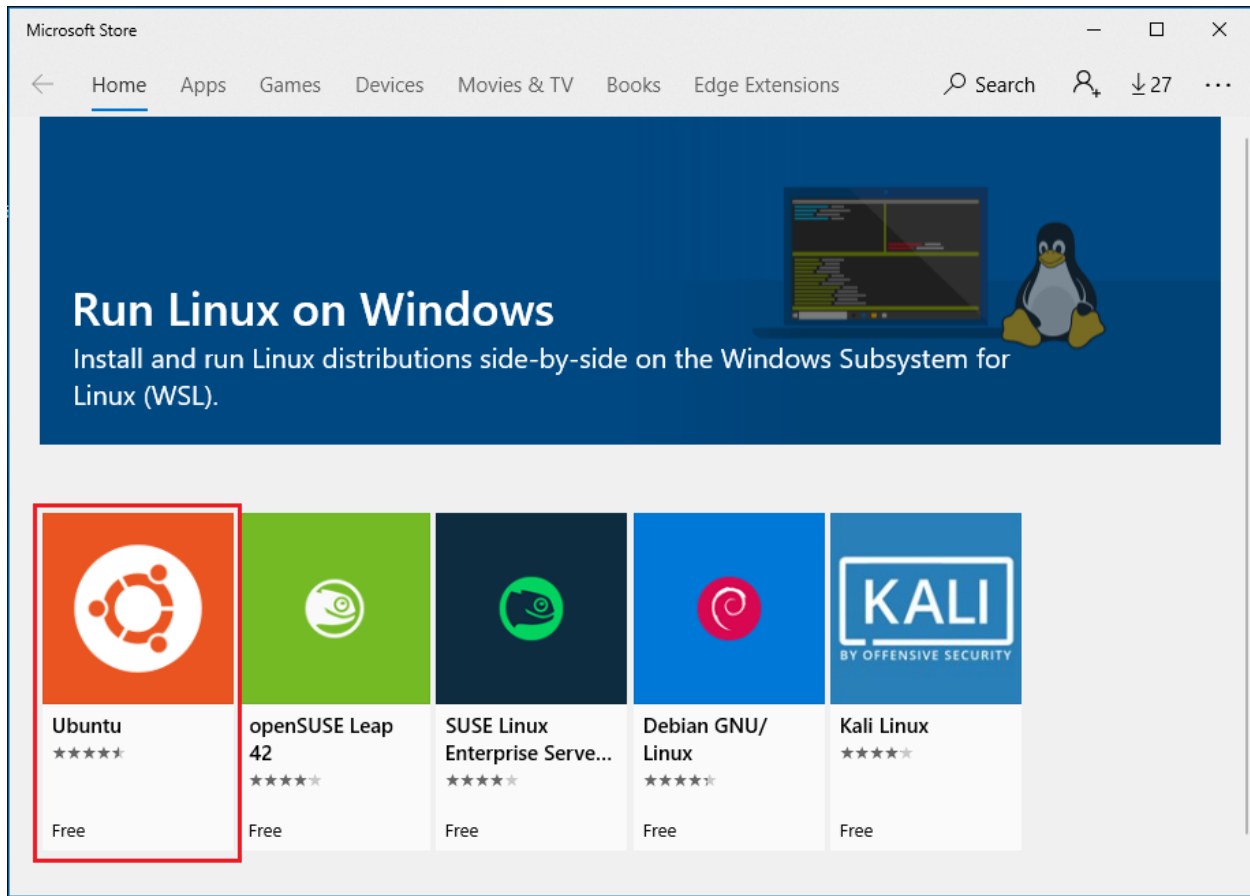 Microsoft Store
Home Apps Games Devices Movies & TV Books Edge Extensions Search 27
Run Linux on Windows
Install and run Linux distributions side-by-side on the Windows Subsystem for
Linux (WSL).
KALI
BY OFFENSIVE SECURITY
Ubuntu
Free
openSUSE Leap
42
Free
SUSE Linux
Enterprise Serve...
Free
Debian GNU/
Linux
Free
Kali Linux
Free